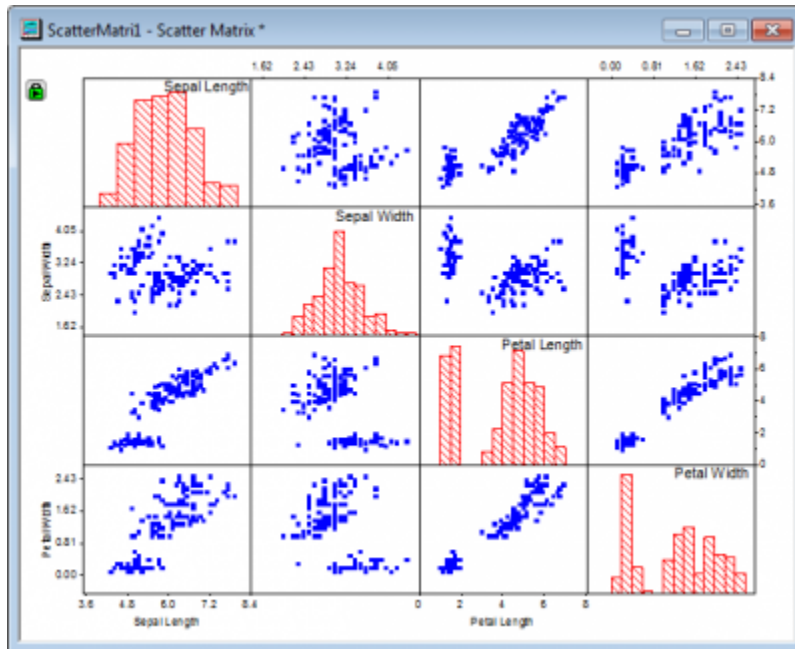 ScatterMatri1 - Scatter Matrix *
1.62 2.43 3.24 4.05 0.00 0.81 1.62 2.43
Sepal Length
8.4
7.2
6.0
4.8
3.6
Sepal Width
4.05
3.24
2.43
1.62
Sepal Width
Petal Length
8
6
4
2
0
Petal Width
2.43
1.62
0.81
0.00
Petal Width
3.6 4.8 6.0 7.2 8.4 0 2 4 6 8
Sepal Length Petal Length